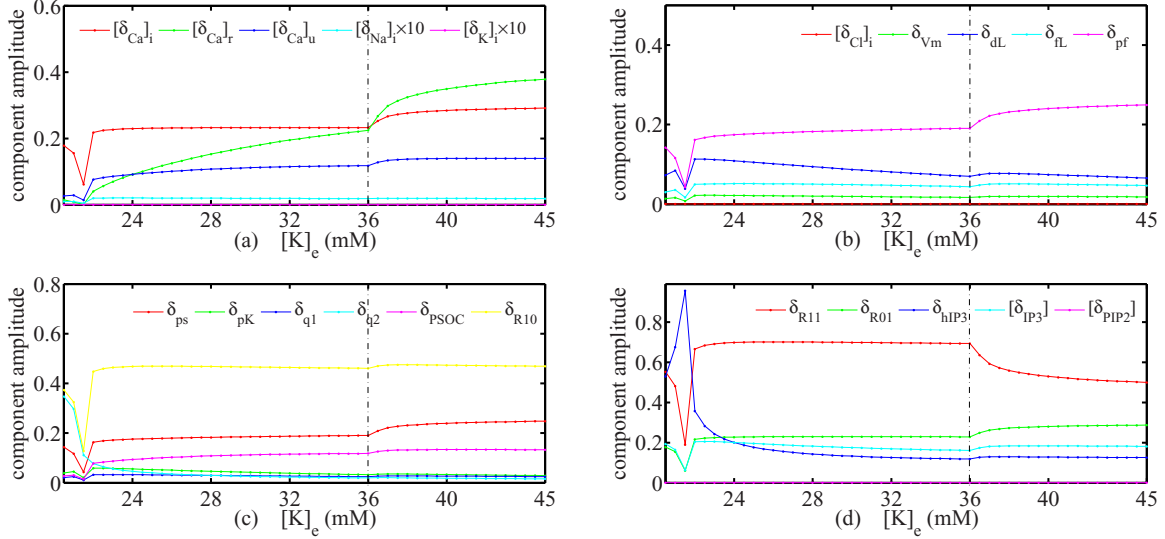 component amplitude
0.6
0.4
0.2
0
[δCa]i [δCa]r [δCa]u [δNa]i×10 [δK]i×10
24 28 32 36 40 45
(a) [K]e (mM)
component amplitude
0.4
0.2
0
[δCl]i δVm δdL δfL δpf
24 28 32 36 40 45
(b) [K]e (mM)
component amplitude
0.8
0.6
0.4
0.2
0
δps δpK δq1 δq2 δPSOC δR10
24 28 32 36 40 45
(c) [K]e (mM)
component amplitude
0.8
0.6
0.4
0.2
0
δR11 δR01 δhIP3 [δIP3] [δPIP2]
24 28 32 36 40 45
(d) [K]e (mM)